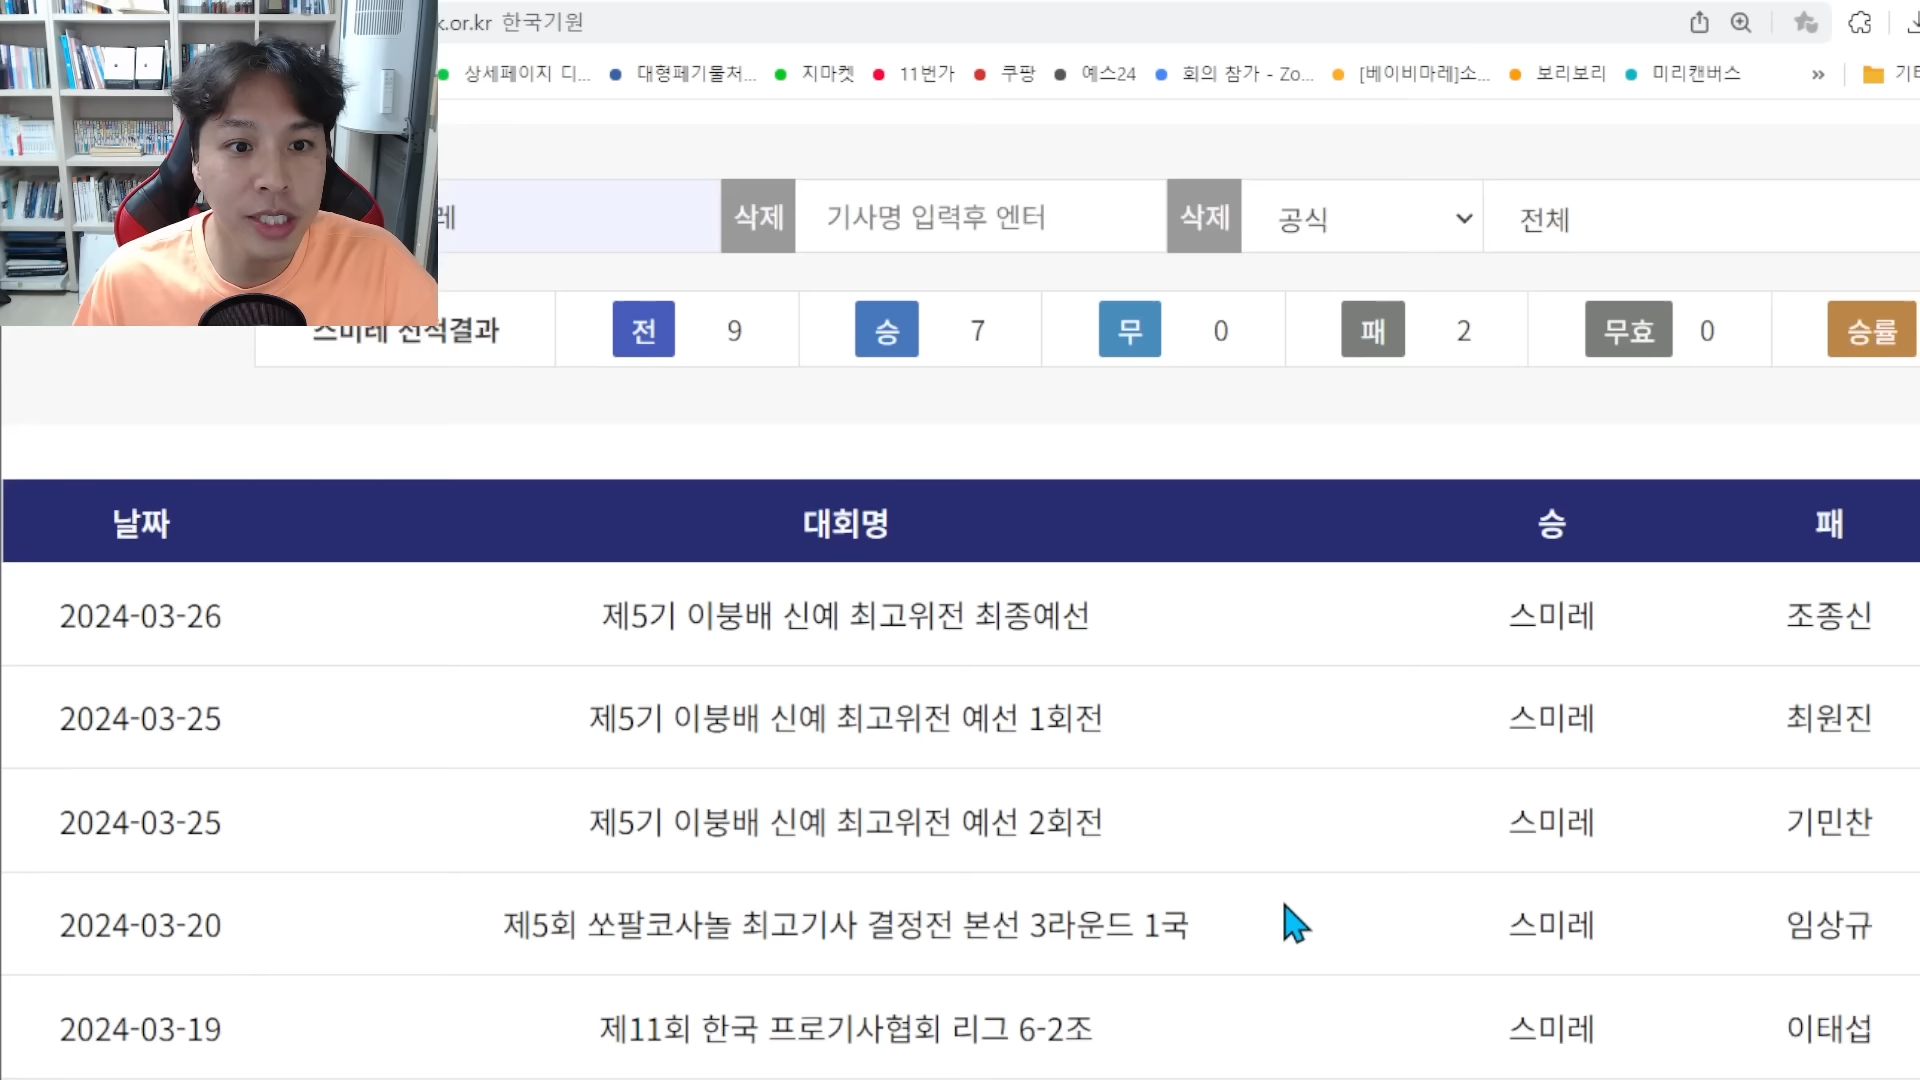 k.or.kr 한국기원
상세페이지 디... 대형폐기물처... 지마켓 11번가 쿠팡 예스24 회의 참가 - Zo... [베이비마레]소... 보리보리 미리캔버스 » 기타
레 삭제 기사명 입력후 엔터 삭제 공식 전체
스미레 전적결과 전 9 승 7 무 0 패 2 무효 0 승률
날짜 대회명 승 패
2024-03-26 제5기 이붕배 신예 최고위전 최종예선 스미레 조종신
2024-03-25 제5기 이붕배 신예 최고위전 예선 1회전 스미레 최원진
2024-03-25 제5기 이붕배 신예 최고위전 예선 2회전 스미레 기민찬
2024-03-20 제5회 쏘팔코사놀 최고기사 결정전 본선 3라운드 1국 스미레 임상규
2024-03-19 제11회 한국 프로기사협회 리그 6-2조 스미레 이태섭